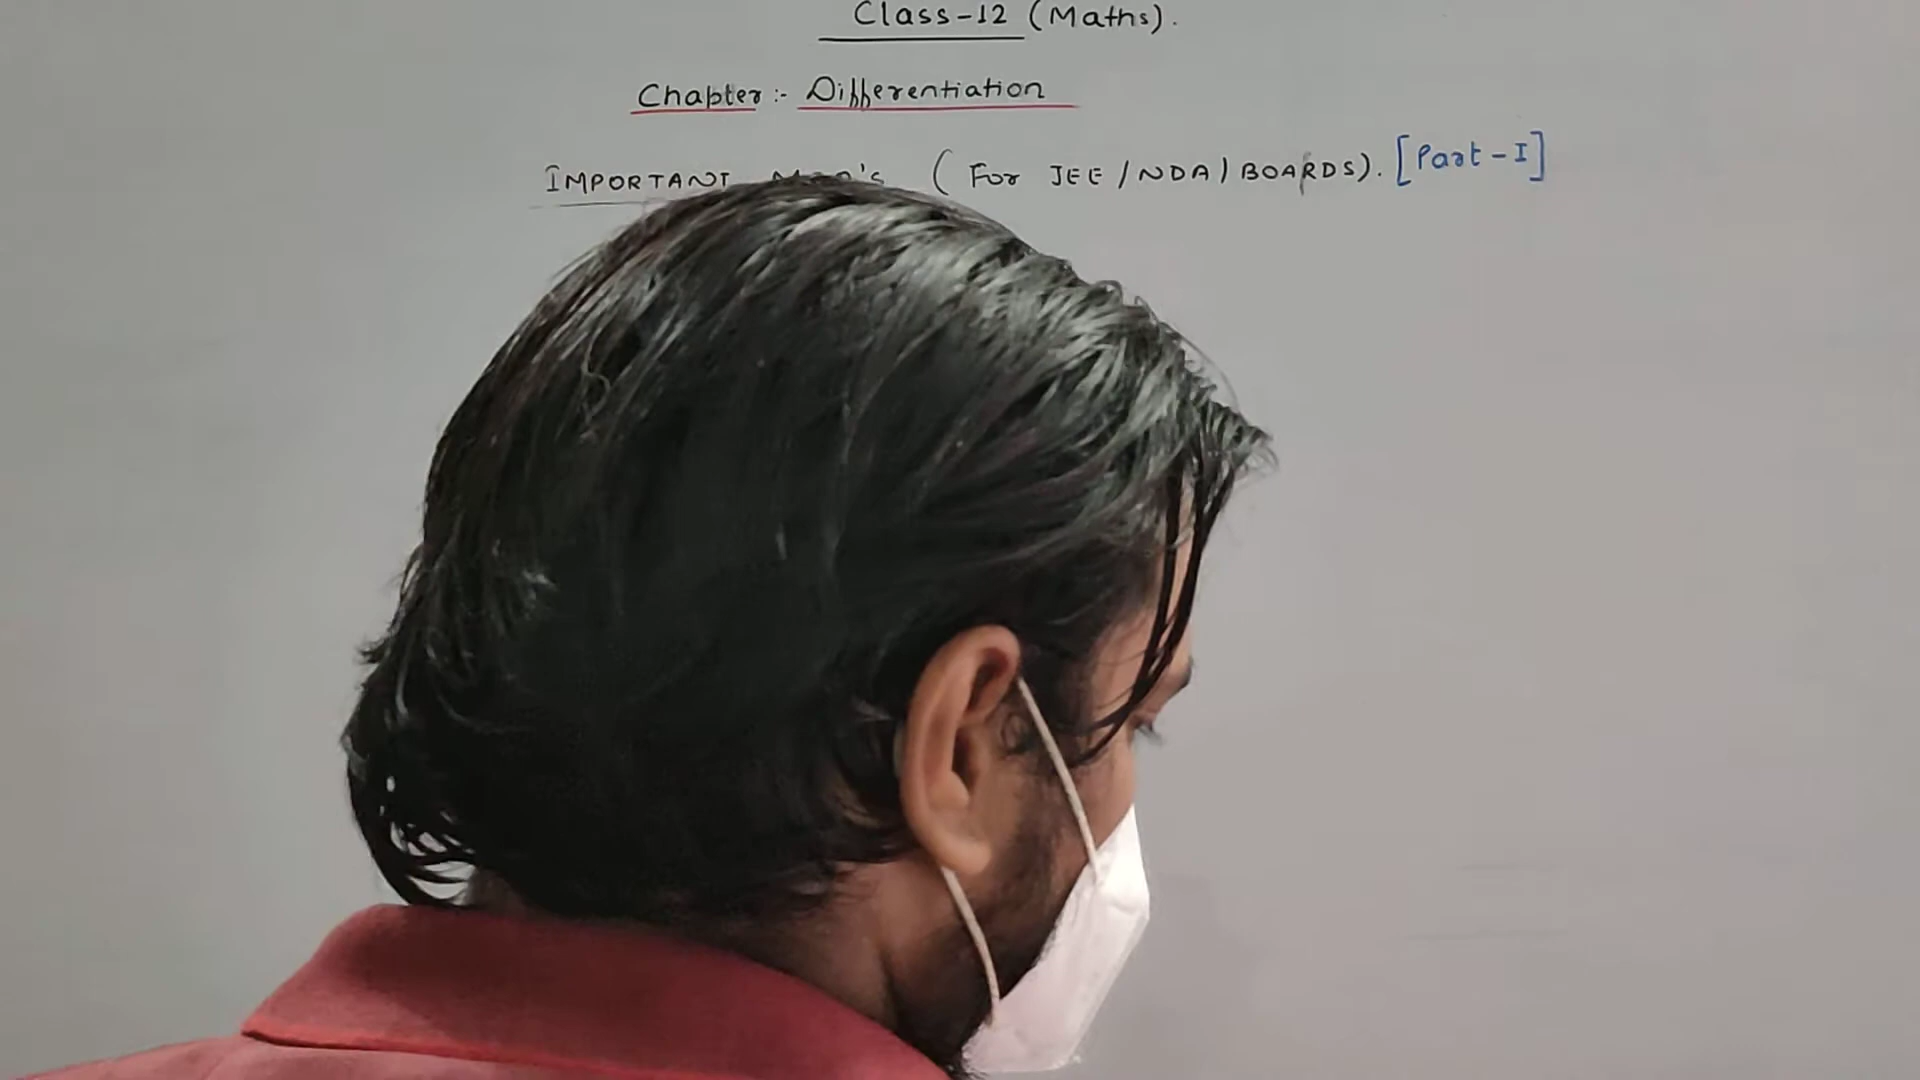 Class-12 (Maths).
Chapter :- Differentiation
IMPORTANT (For JEE / NDA / BOARDS). [Part-I]